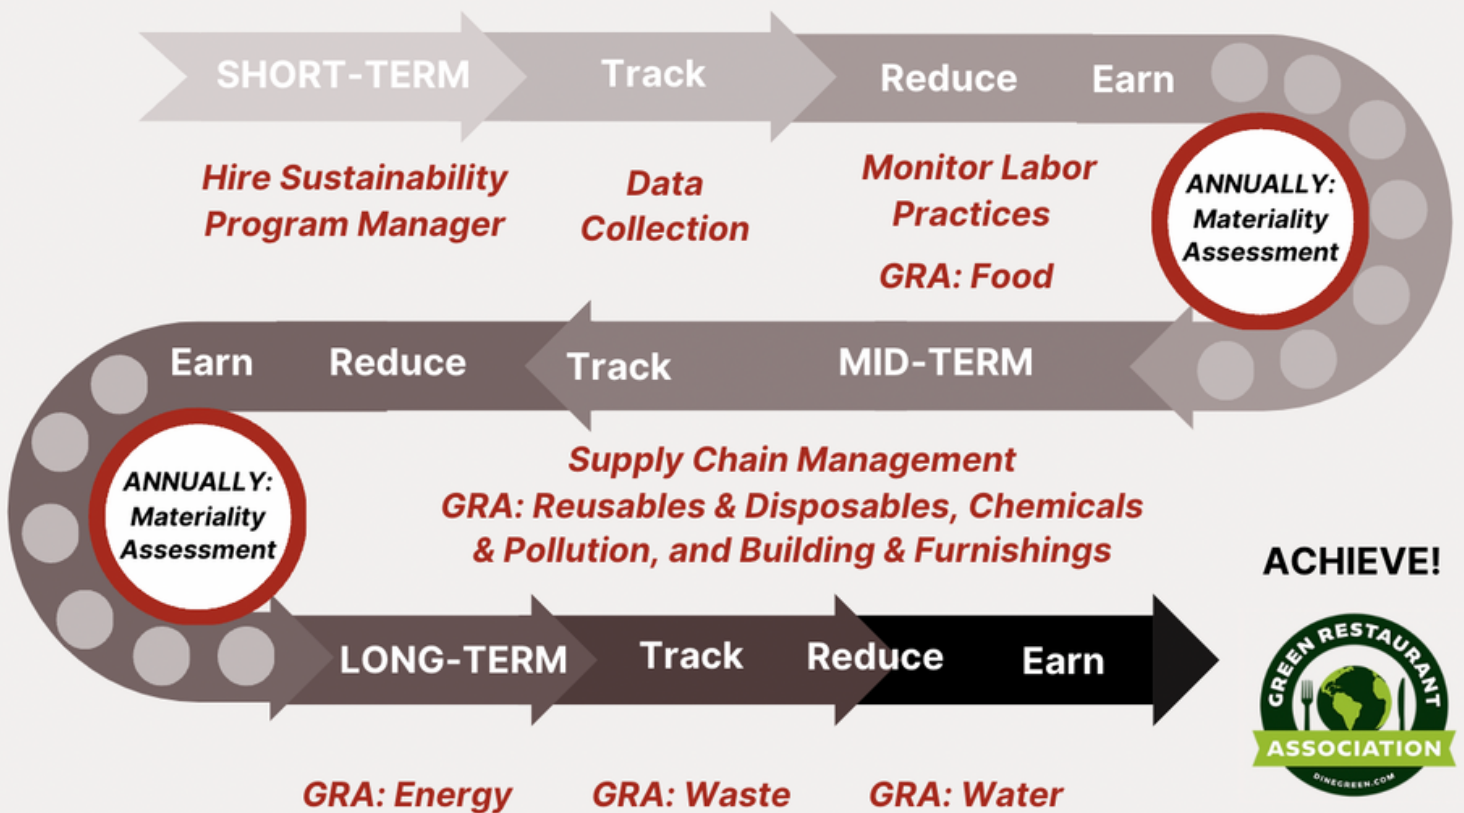 SHORT-TERM Track Reduce Earn
Hire Sustainability
Program Manager
Data
Collection
Monitor Labor
Practices
GRA: Food
ANNUALLY:
Materiality
Assessment
Earn Reduce Track MID-TERM
Supply Chain Management
GRA: Reusables & Disposables, Chemicals
& Pollution, and Building & Furnishings
ANNUALLY:
Materiality
Assessment
LONG-TERM Track Reduce Earn
GRA: Energy
GRA: Waste
GRA: Water
ACHIEVE!
GREEN RESTAURANT
ASSOCIATION
DINEGREEN.COM